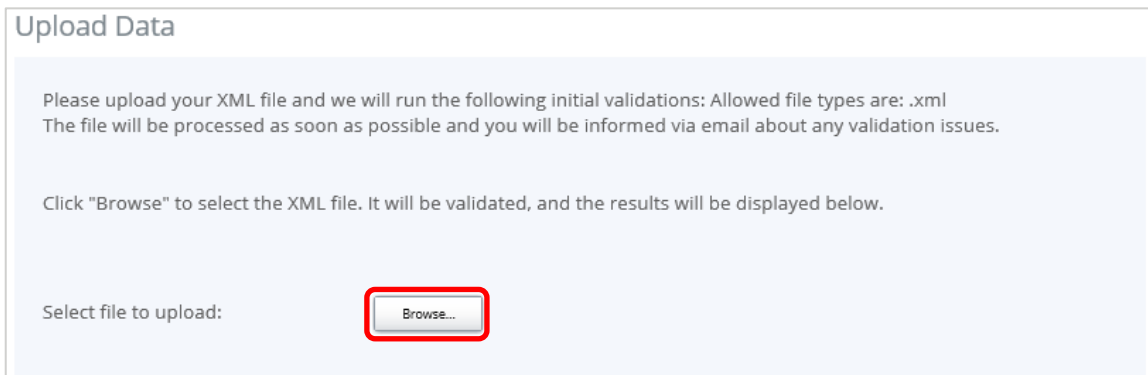 Upload Data
Please upload your XML file and we will run the following initial validations: Allowed file types are: .xml
The file will be processed as soon as possible and you will be informed via email about any validation issues.
Click "Browse" to select the XML file. It will be validated, and the results will be displayed below.
Select file to upload: Browse...